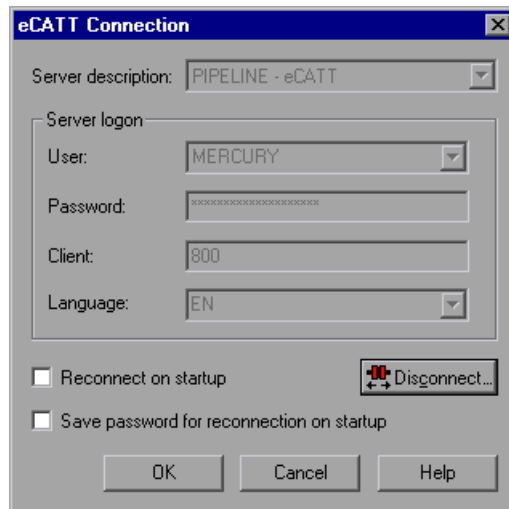 eCATT Connection
Server description: PIPELINE - eCATT
Server logon
User: MERCURY
Password: ********************
Client: 800
Language: EN
Reconnect on startup Disconnect...
Save password for reconnection on startup
OK Cancel Help